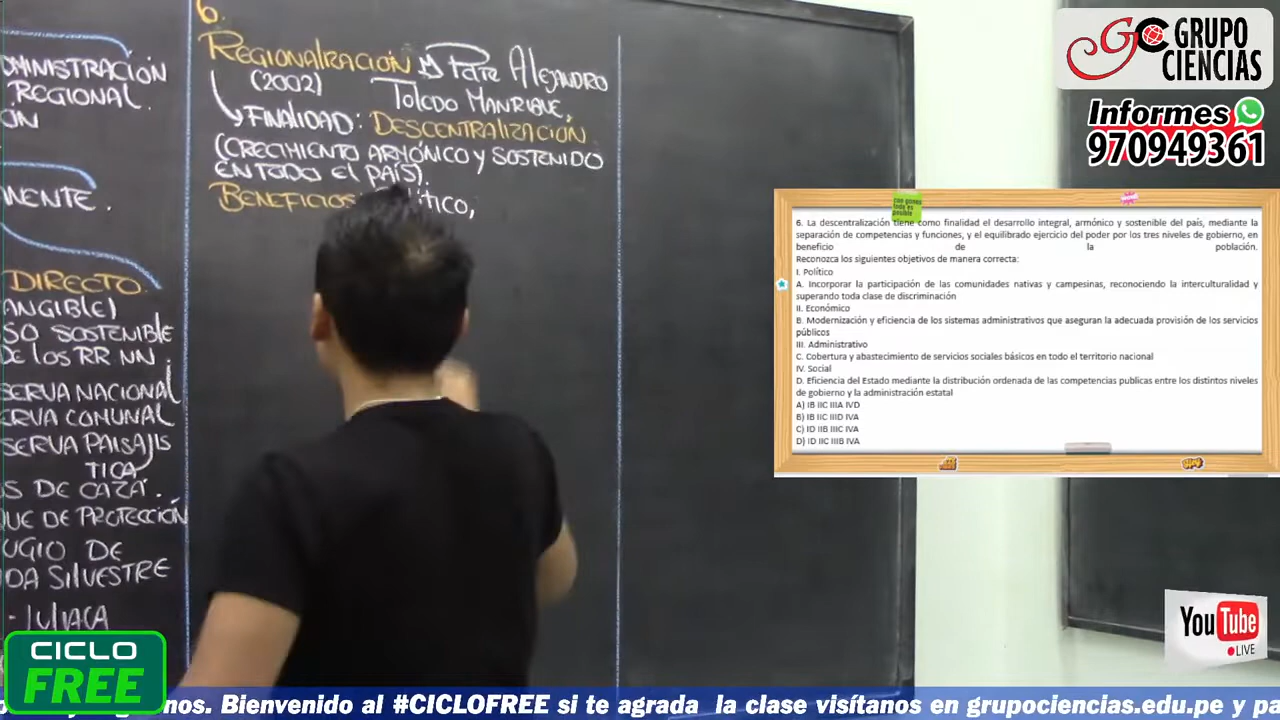 DMINISTRACIÓN
REGIONAL.
ÓN
MENTE.
DIRECTO.
ANGIBLE)
SO SOSTENIBLE
DE los RR NN.
SERVA NACIONAL
ERVA COMUNAL
SERVA PAISAJIS
TICA
S DE CAZA.
QUE DE PROTECCIÓN
UGIO DE
DA SILVESTRE
- JULIACA
6.
REGIONALIZACIÓN Pdte Alejandro
(2002) TOLEDO MANRIQUE,
FINALIDAD: DESCENTRALIZACIÓN
(CRECIMIENTO ARMÓNICO Y SOSTENIDO
EN TODO EL PAÍS).
BENEFICIOS ítico,
GC GRUPO
CIENCIAS
Informes
970949361
con gones
todo es
posible
6. La descentralización tiene como finalidad el desarrollo integral, armónico y sostenible del país, mediante la
separación de competencias y funciones, y el equilibrado ejercicio del poder por los tres niveles de gobierno, en
beneficio de la población.
Reconozca los siguientes objetivos de manera correcta:
I. Político
A. Incorporar la participación de las comunidades nativas y campesinas, reconociendo la interculturalidad y
superando toda clase de discriminación
II. Económico
B. Modernización y eficiencia de los sistemas administrativos que aseguran la adecuada provisión de los servicios
públicos
III. Administrativo
C. Cobertura y abastecimiento de servicios sociales básicos en todo el territorio nacional
IV. Social
D. Eficiencia del Estado mediante la distribución ordenada de las competencias publicas entre los distintos niveles
de gobierno y la administración estatal
A) IB IIC IIIA IVD
B) IB IIC IIID IVA
C) ID IIB IIIC IVA
D) ID IIC IIIB IVA
YouTube
LIVE
CICLO
FREE
nos. Bienvenido al #CICLOFREE si te agrada la clase visítanos en grupociencias.edu.pe y pa